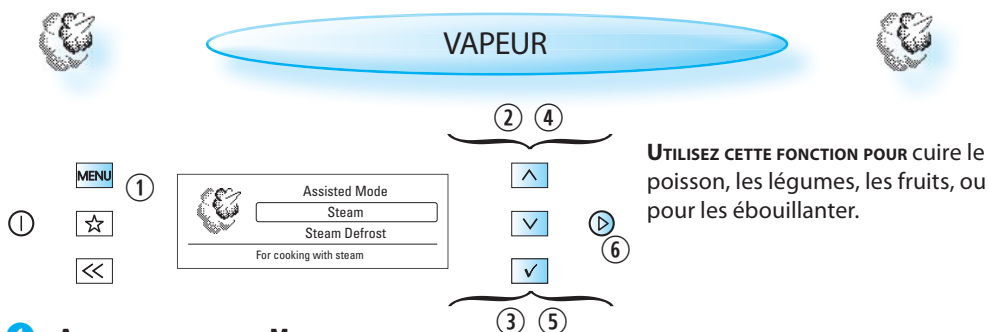 VAPEUR
② ④
UTILISEZ CETTE FONCTION POUR cuire le
poisson, les légumes, les fruits, ou
pour les ébouillanter.
MENU
①
Assisted Mode
Steam
Steam Defrost
For cooking with steam
⑥
③ ⑤